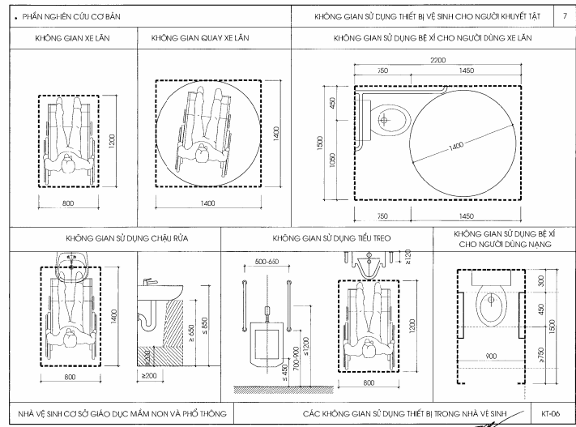 PHẦN NGHIÊN CỨU CƠ BẢN
KHÔNG GIAN SỬ DỤNG THIẾT BỊ VỆ SINH CHO NGƯỜI KHUYẾT TẬT
7
KHÔNG GIAN XE LĂN
KHÔNG GIAN QUAY XE LĂN
KHÔNG GIAN SỬ DỤNG BỆ XÍ CHO NGƯỜI DÙNG XE LĂN
1200
800
1400
1400
2200
750
1450
450
1500
1050
1400
750
1450
KHÔNG GIAN SỬ DỤNG CHẬU RỬA
KHÔNG GIAN SỬ DỤNG TIỂU TREO
KHÔNG GIAN SỬ DỤNG BỆ XÍ
CHO NGƯỜI DÙNG NẠNG
1400
800
≥ 650
≤ 850
≥200
≥200
600-650
≤ 450
700-900
≤1200
≥120
1200
800
300
450
1500
≥750
900
NHÀ VỆ SINH CƠ SỞ GIÁO DỤC MẦM NON VÀ PHỔ THÔNG
CÁC KHÔNG GIAN SỬ DỤNG THIẾT BỊ TRONG NHÀ VỆ SINH
KT-06